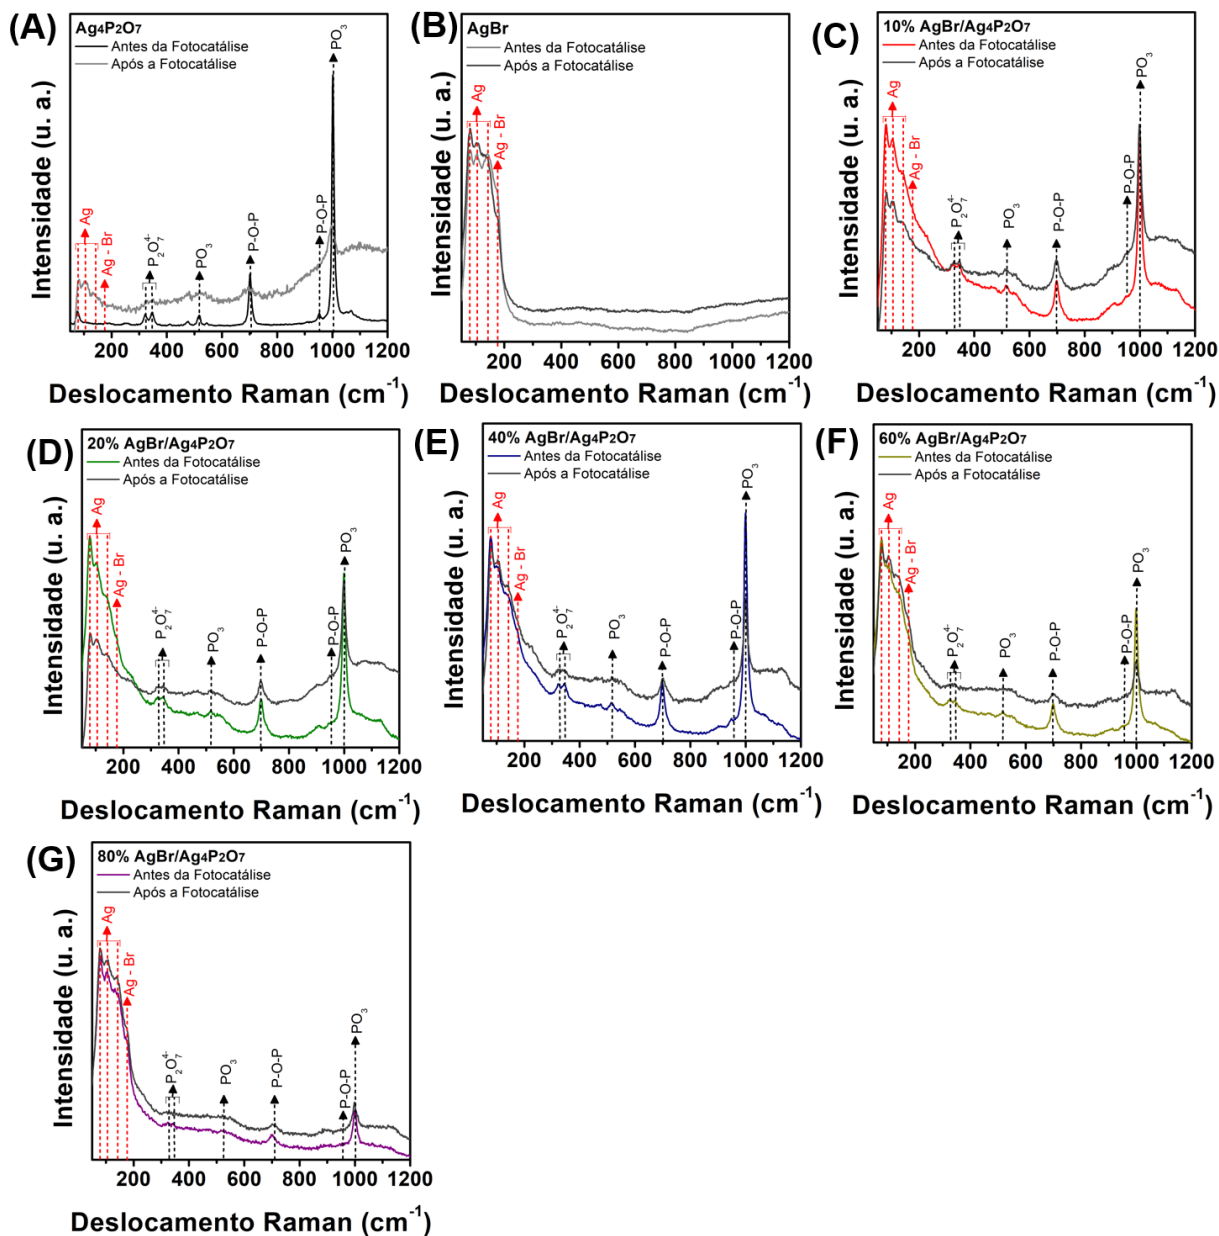 (A)
Ag4P2O7
Antes da Fotocatálise
Após a Fotocatálise
Ag
Ag - Br
P2O7^4-
PO3
P-O-P
P-O-P
PO3
Intensidade (u. a.)
200 400 600 800 1000 1200
Deslocamento Raman (cm-1)
(B)
AgBr
Antes da Fotocatálise
Após a Fotocatálise
Ag
Ag - Br
Intensidade (u. a.)
200 400 600 800 1000 1200
Deslocamento Raman (cm-1)
(C)
10% AgBr/Ag4P2O7
Antes da Fotocatálise
Após a Fotocatálise
Ag
Ag - Br
P2O7^4-
PO3
P-O-P
P-O-P
PO3
Intensidade (u. a.)
200 400 600 800 1000 1200
Deslocamento Raman (cm-1)
(D)
20% AgBr/Ag4P2O7
Antes da Fotocatálise
Após a Fotocatálise
Ag
Ag - Br
P2O7^4-
PO3
P-O-P
P-O-P
PO3
Intensidade (u. a.)
200 400 600 800 1000 1200
Deslocamento Raman (cm-1)
(E)
40% AgBr/Ag4P2O7
Antes da Fotocatálise
Após a Fotocatálise
Ag
Ag - Br
P2O7^4-
PO3
P-O-P
P-O-P
PO3
Intensidade (u. a.)
200 400 600 800 1000 1200
Deslocamento Raman (cm-1)
(F)
60% AgBr/Ag4P2O7
Antes da Fotocatálise
Após a Fotocatálise
Ag
Ag - Br
P2O7^4-
PO3
P-O-P
P-O-P
PO3
Intensidade (u. a.)
200 400 600 800 1000 1200
Deslocamento Raman (cm-1)
(G)
80% AgBr/Ag4P2O7
Antes da Fotocatálise
Após a Fotocatálise
Ag
Ag - Br
P2O7^4-
PO3
P-O-P
P-O-P
PO3
Intensidade (u. a.)
200 400 600 800 1000 1200
Deslocamento Raman (cm-1)